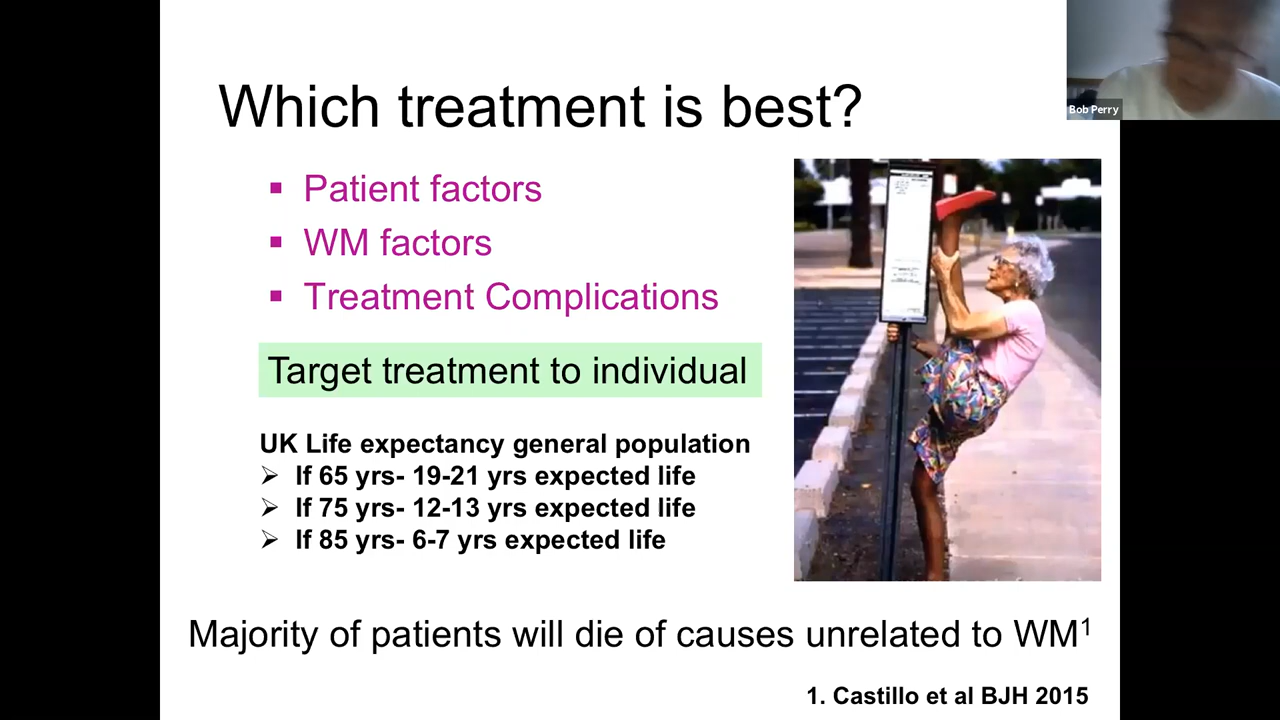 Which treatment is best?
▪ Patient factors
▪ WM factors
▪ Treatment Complications
Target treatment to individual
UK Life expectancy general population
➢ If 65 yrs- 19-21 yrs expected life
➢ If 75 yrs- 12-13 yrs expected life
➢ If 85 yrs- 6-7 yrs expected life
Majority of patients will die of causes unrelated to WM¹
1. Castillo et al BJH 2015
Bob Perry